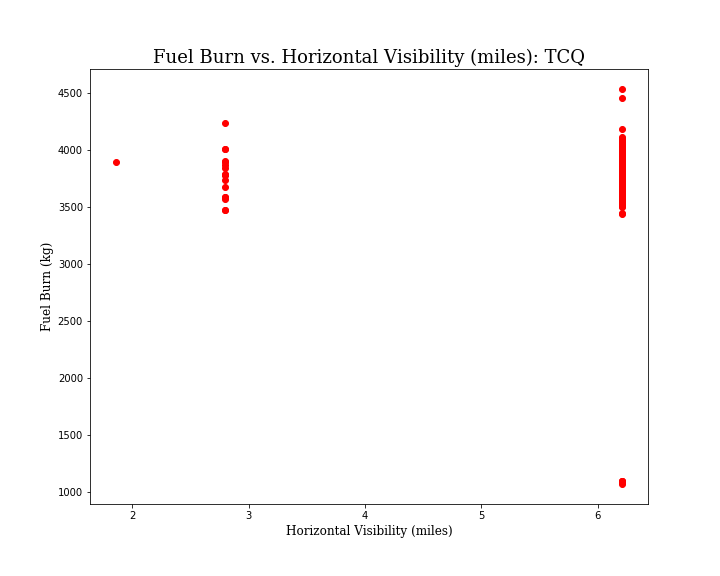 Fuel Burn vs. Horizontal Visibility (miles): TCQ
4500
4000
3500
3000
2500
2000
1500
1000
Fuel Burn (kg)
2 3 4 5 6
Horizontal Visibility (miles)